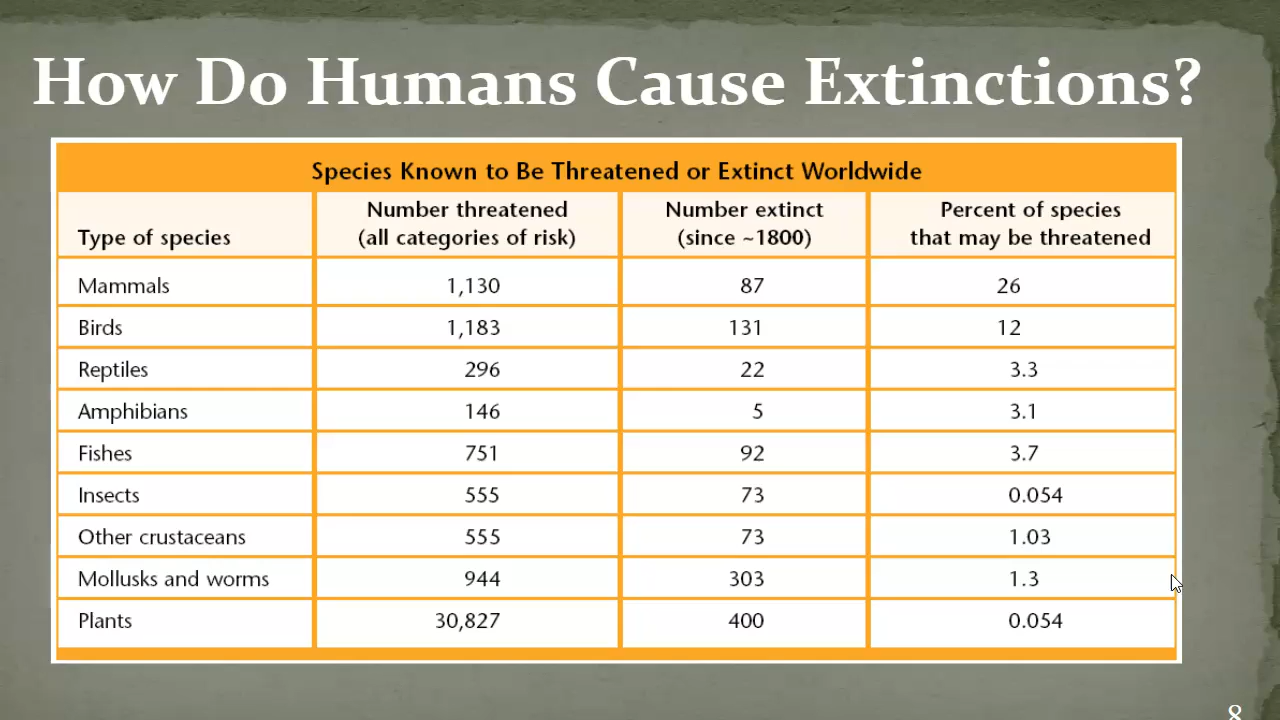 How Do Humans Cause Extinctions?
Species Known to Be Threatened or Extinct Worldwide
Type of species Number threatened (all categories of risk) Number extinct (since ~1800) Percent of species that may be threatened
Mammals 1,130 87 26
Birds 1,183 131 12
Reptiles 296 22 3.3
Amphibians 146 5 3.1
Fishes 751 92 3.7
Insects 555 73 0.054
Other crustaceans 555 73 1.03
Mollusks and worms 944 303 1.3
Plants 30,827 400 0.054
8